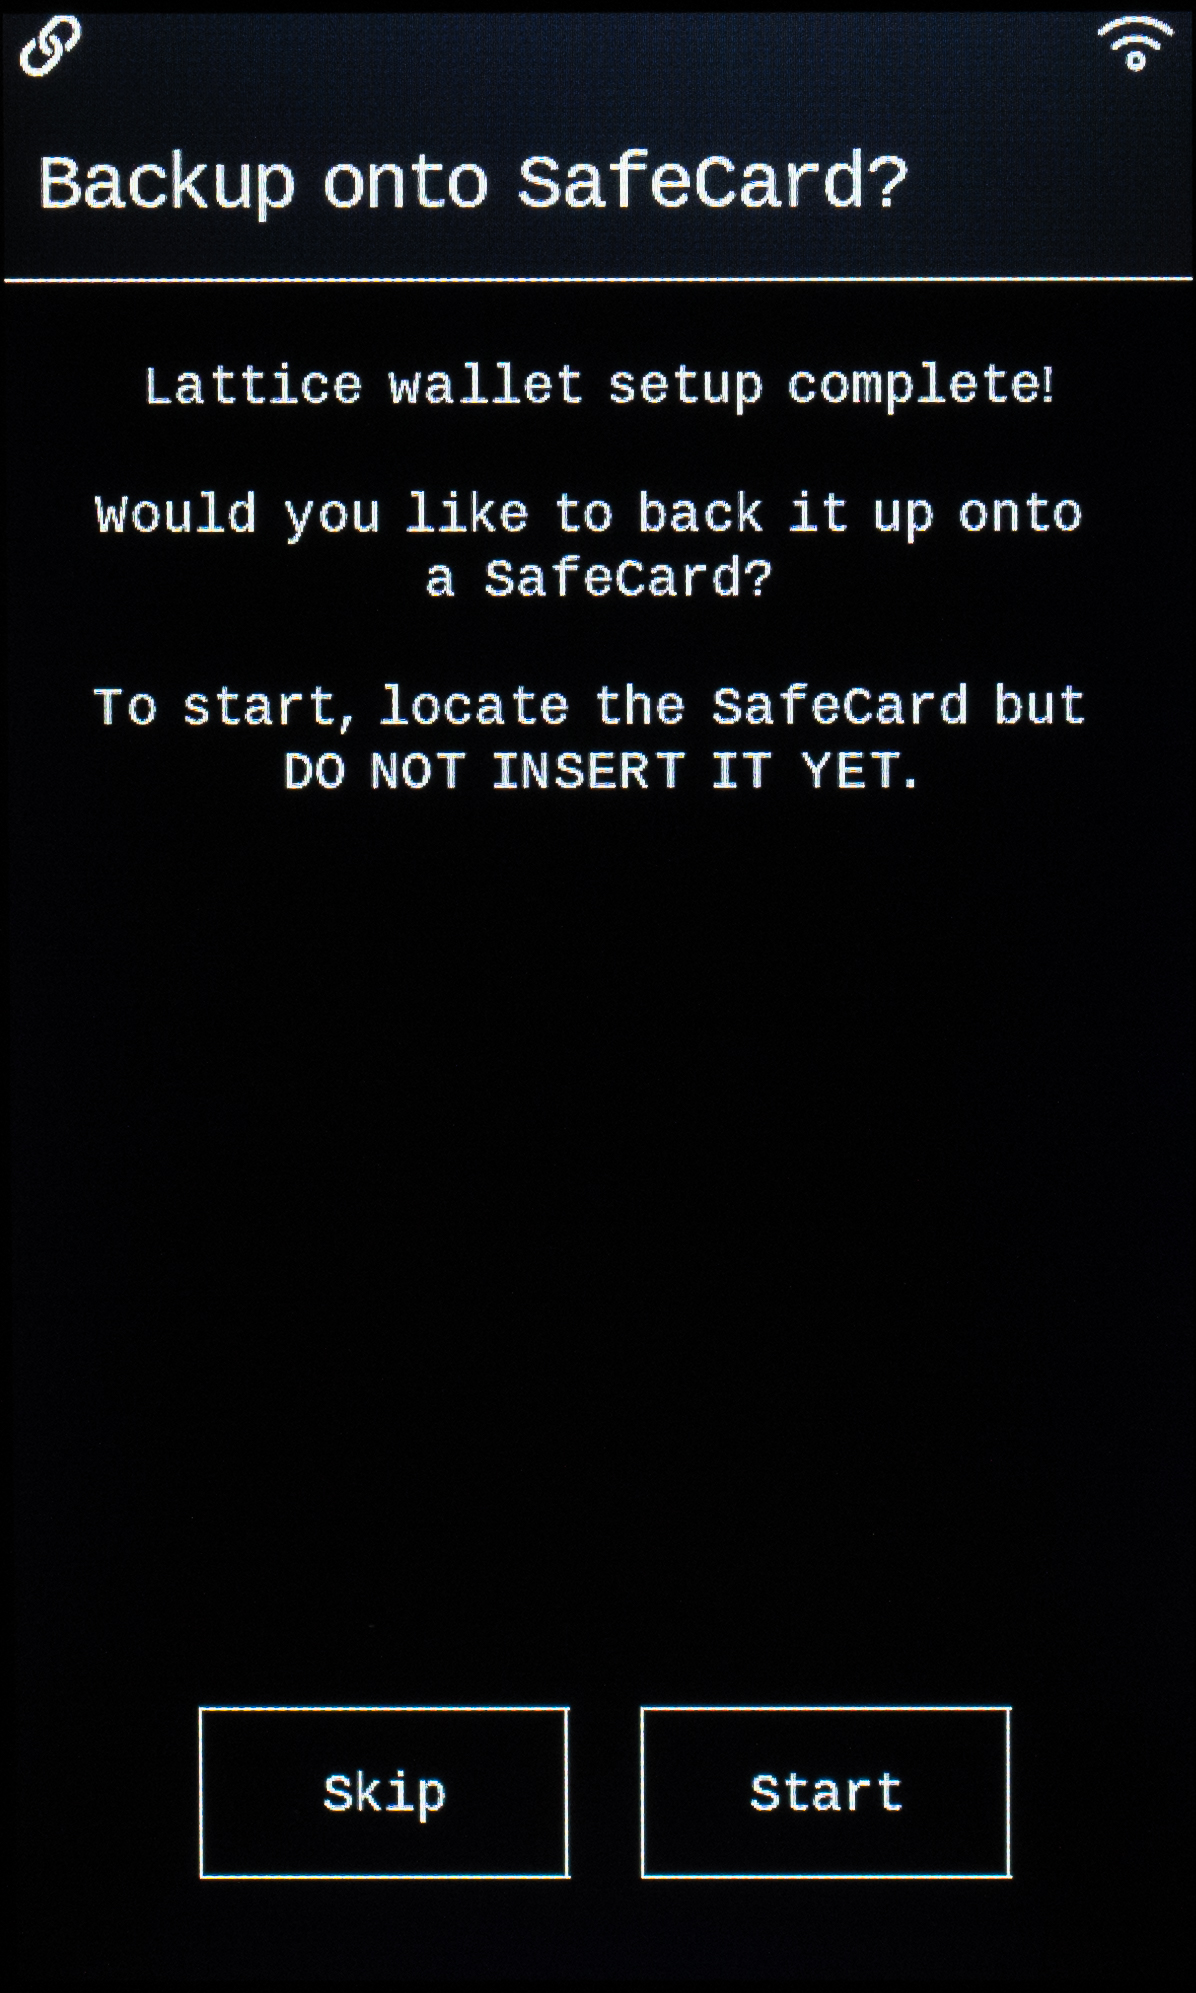 Backup onto SafeCard?
Lattice wallet setup complete!
Would you like to back it up onto
a SafeCard?
To start, locate the SafeCard but
DO NOT INSERT IT YET.
Skip
Start